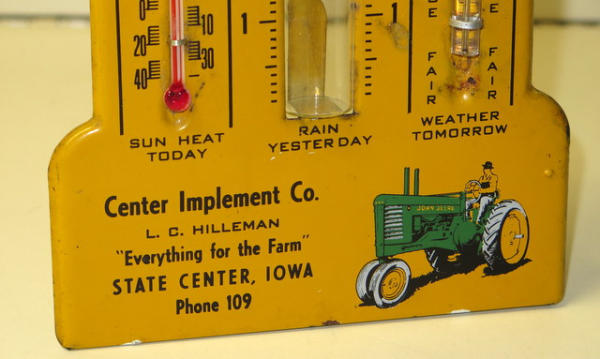 0
20
40
10
30
1
1
FAIR
FAIR
SUN HEAT
TODAY
RAIN
YESTERDAY
WEATHER
TOMORROW
Center Implement Co.
L. C. HILLEMAN
"Everything for the Farm"
STATE CENTER, IOWA
Phone 109
JOHN DEERE